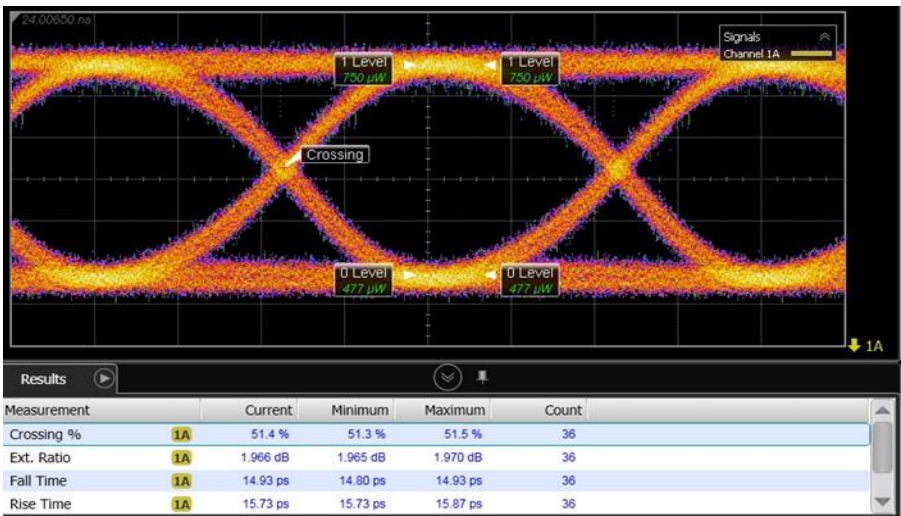 24.00650 ns
Signals
Channel 1A
1 Level
750 µW
1 Level
750 µW
Crossing
0 Level
477 µW
0 Level
477 µW
1A
Results
Measurement Current Minimum Maximum Count
Crossing % 1A 51.4 % 51.3 % 51.5 % 36
Ext. Ratio 1A 1.966 dB 1.965 dB 1.970 dB 36
Fall Time 1A 14.93 ps 14.80 ps 14.93 ps 36
Rise Time 1A 15.73 ps 15.73 ps 15.87 ps 36